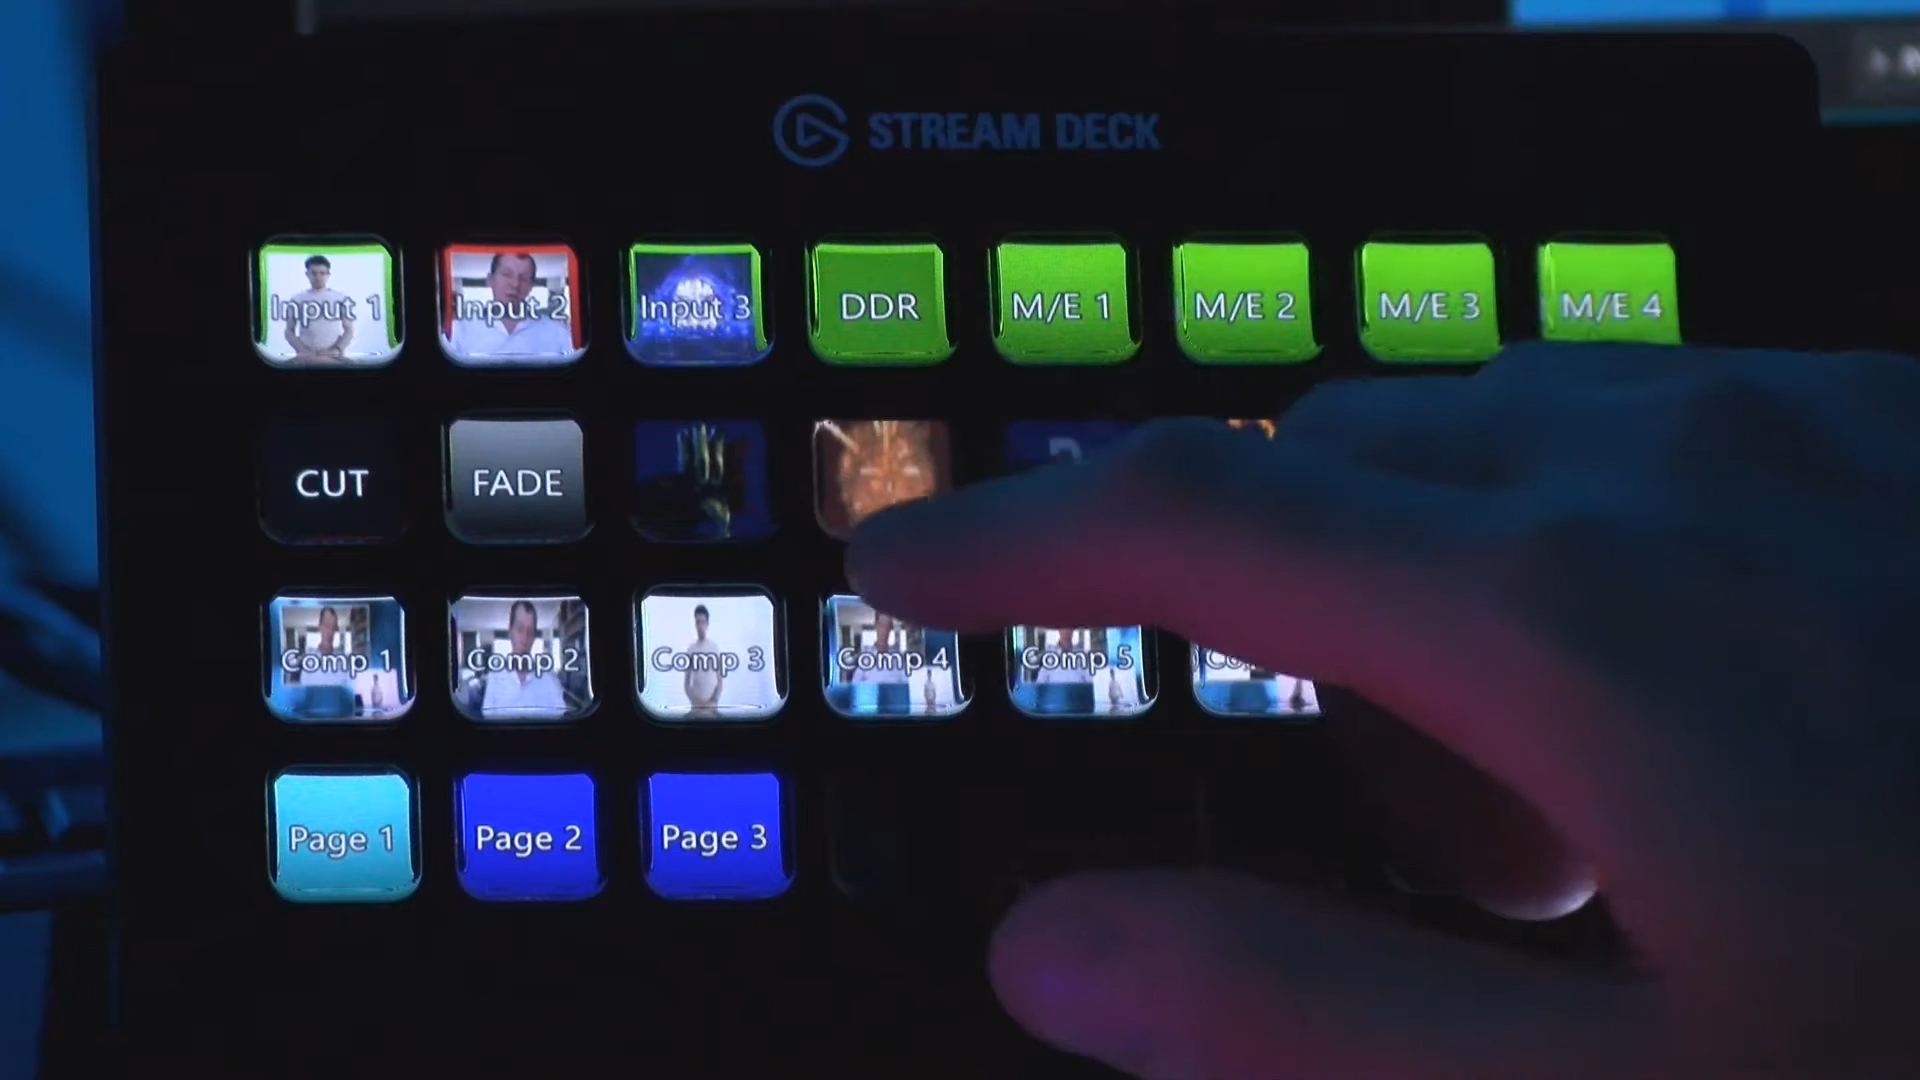 STREAM DECK
Input 1 Input 2 Input 3 DDR M/E 1 M/E 2 M/E 3 M/E 4
CUT FADE
Comp 1 Comp 2 Comp 3 Comp 4 Comp 5
Page 1 Page 2 Page 3